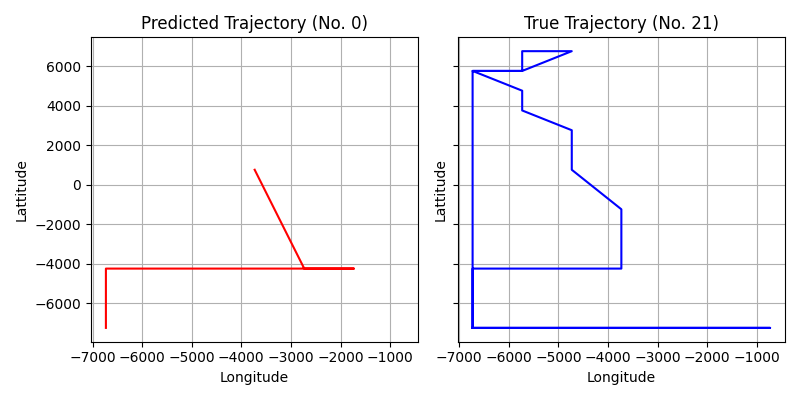 Predicted Trajectory (No. 0)
True Trajectory (No. 21)
Lattitude
6000
4000
2000
0
−2000
−4000
−6000
−7000 −6000 −5000 −4000 −3000 −2000 −1000
Longitude
Lattitude
−7000 −6000 −5000 −4000 −3000 −2000 −1000
Longitude